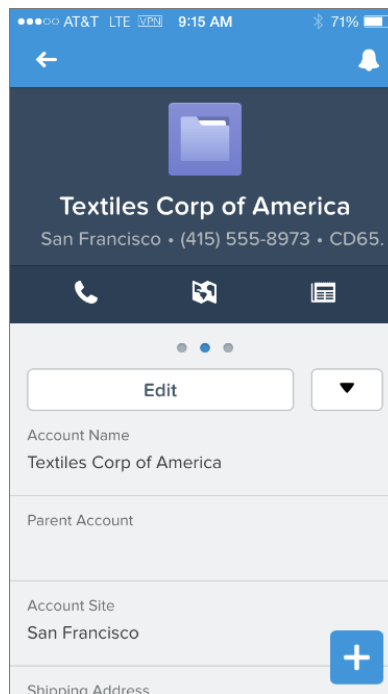 AT&T LTE VPN 9:15 AM 71%
Textiles Corp of America
San Francisco • (415) 555-8973 • CD65.
Edit
Account Name
Textiles Corp of America
Parent Account
Account Site
San Francisco
Shipping Address